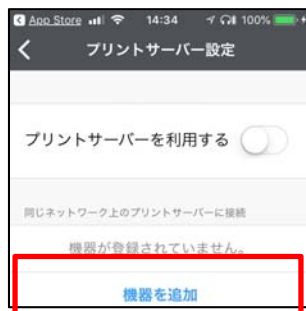 App Store 14:34 100%
プリントサーバー設定
プリントサーバーを利用する
同じネットワーク上のプリントサーバーに接続
機器が登録されていません。
機器を追加